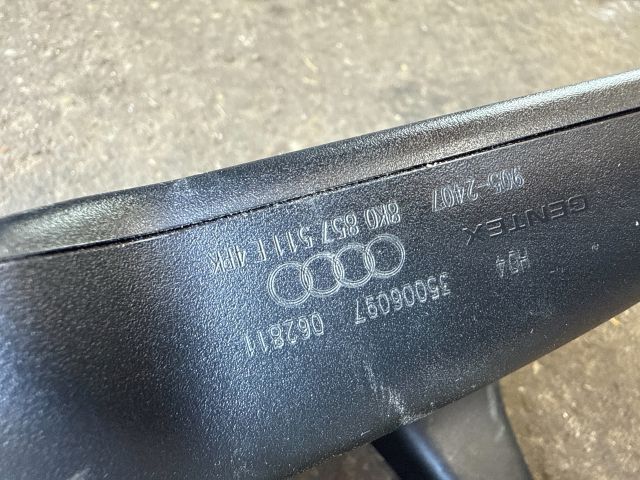 GENTEX H04
35006097 062811
905-2407
8K0 857 511 F 4PK